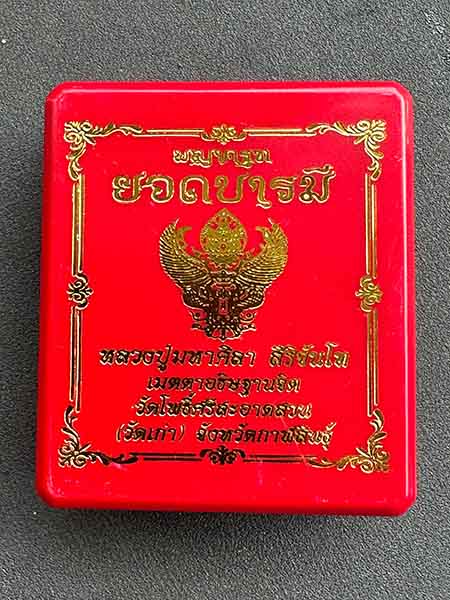 พญาครุฑ
ยอดบารมี
หลวงปู่มหาศิลา สิริจันโท
เมตตาอธิษฐานจิต
วัดโพธิ์ศรีสะอาดสวน
(วัดเก่า) จังหวัดกาฬสินธุ์